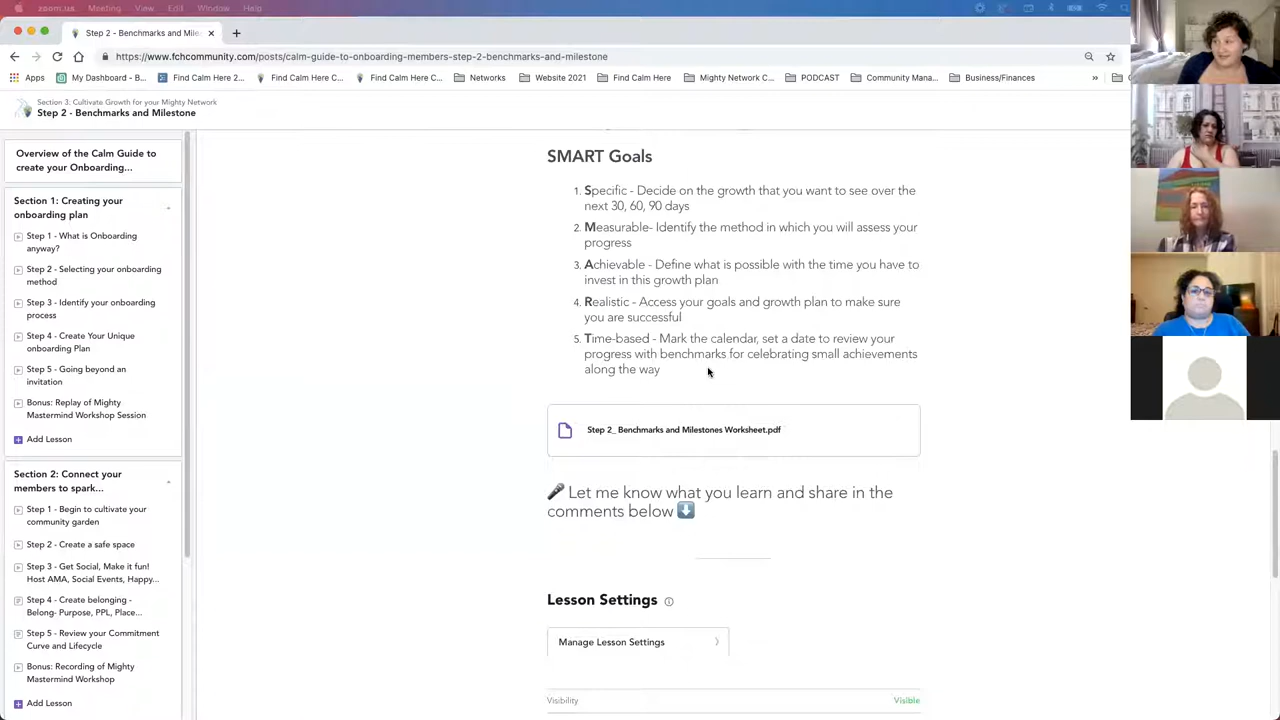 zoom.us Meeting View Edit Window Help
Step 2 - Benchmarks and Mile
https://www.fchcommunity.com/posts/calm-guide-to-onboarding-members-step-2-benchmarks-and-milestone
Apps My Dashboard - B... Find Calm Here 2... Find Calm Here C... Find Calm Here C... Networks Website 2021 Find Calm Here Mighty Network C... PODCAST Community Mana... Business/Finances »
Section 3. Cultivate Growth for your Mighty Network
Step 2 - Benchmarks and Milestone
Overview of the Calm Guide to
create your Onboarding...
Section 1: Creating your
onboarding plan
Step 1 - What is Onboarding
anyway?
Step 2 - Selecting your onboarding
method
Step 3 - Identify your onboarding
process
Step 4 - Create Your Unique
onboarding Plan
Step 5 - Going beyond an
invitation
Bonus: Replay of Mighty
Mastermind Workshop Session
Add Lesson
Section 2: Connect your
members to spark...
Step 1 - Begin to cultivate your
community garden
Step 2 - Create a safe space
Step 3 - Get Social, Make it fun!
Host AMA, Social Events, Happy...
Step 4 - Create belonging -
Belong- Purpose, PPL, Place...
Step 5 - Review your Commitment
Curve and Lifecycle
Bonus: Recording of Mighty
Mastermind Workshop
Add Lesson
SMART Goals
1. Specific - Decide on the growth that you want to see over the
next 30, 60, 90 days
2. Measurable- Identify the method in which you will assess your
progress
3. Achievable - Define what is possible with the time you have to
invest in this growth plan
4. Realistic - Access your goals and growth plan to make sure
you are successful
5. Time-based - Mark the calendar, set a date to review your
progress with benchmarks for celebrating small achievements
along the way
Step 2_ Benchmarks and Milestones Worksheet.pdf
🎤 Let me know what you learn and share in the
comments below ⬇️
Lesson Settings
Manage Lesson Settings
Visibility Visible